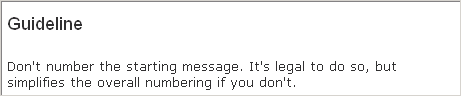 Guideline
Don't number the starting message. It's legal to do so, but
simplifies the overall numbering if you don't.